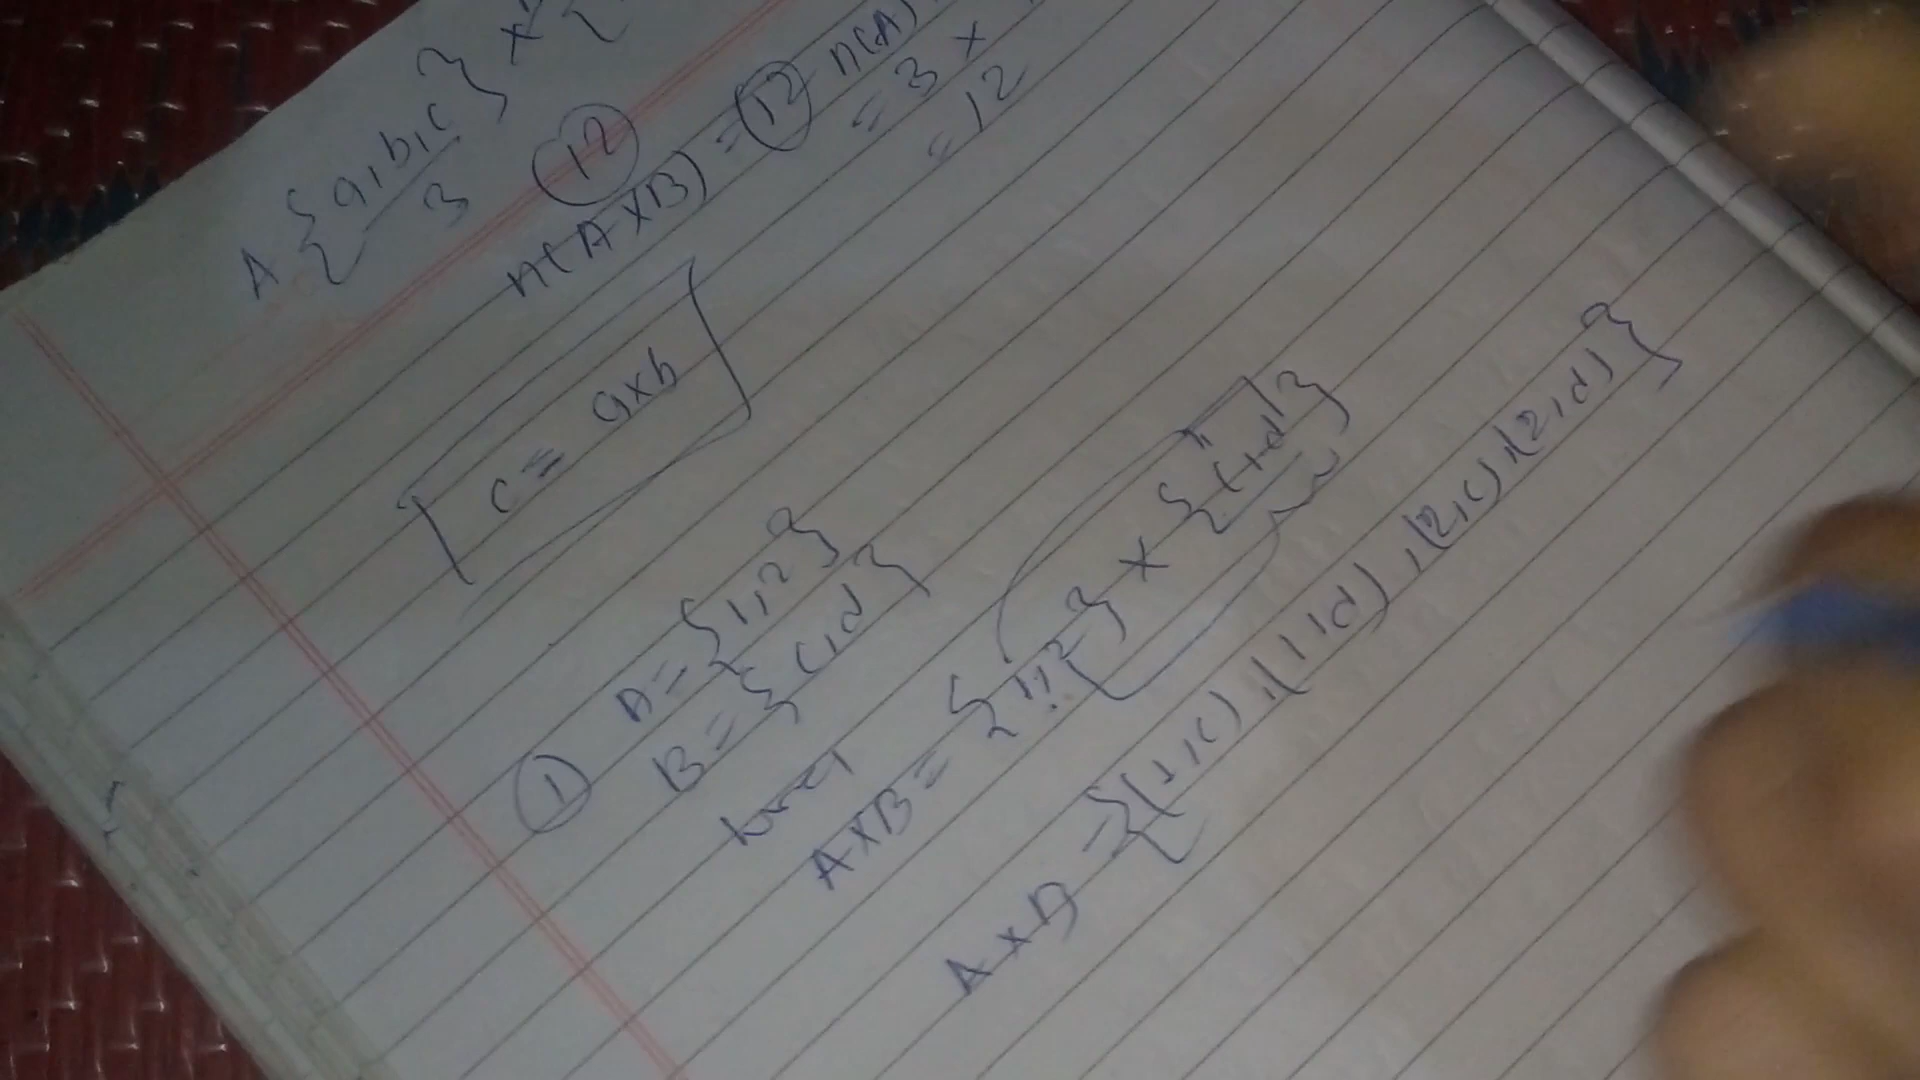 A {a,b,c} x {
3
12
n(A x B) = 12 n(A)
= 3 x
= 12
c = a x b
① A = {1,2}
B = {c,d}
A x B = {1,2} x {c,d}
A x B = {(1,c),(1,d),(2,c),(2,d)}